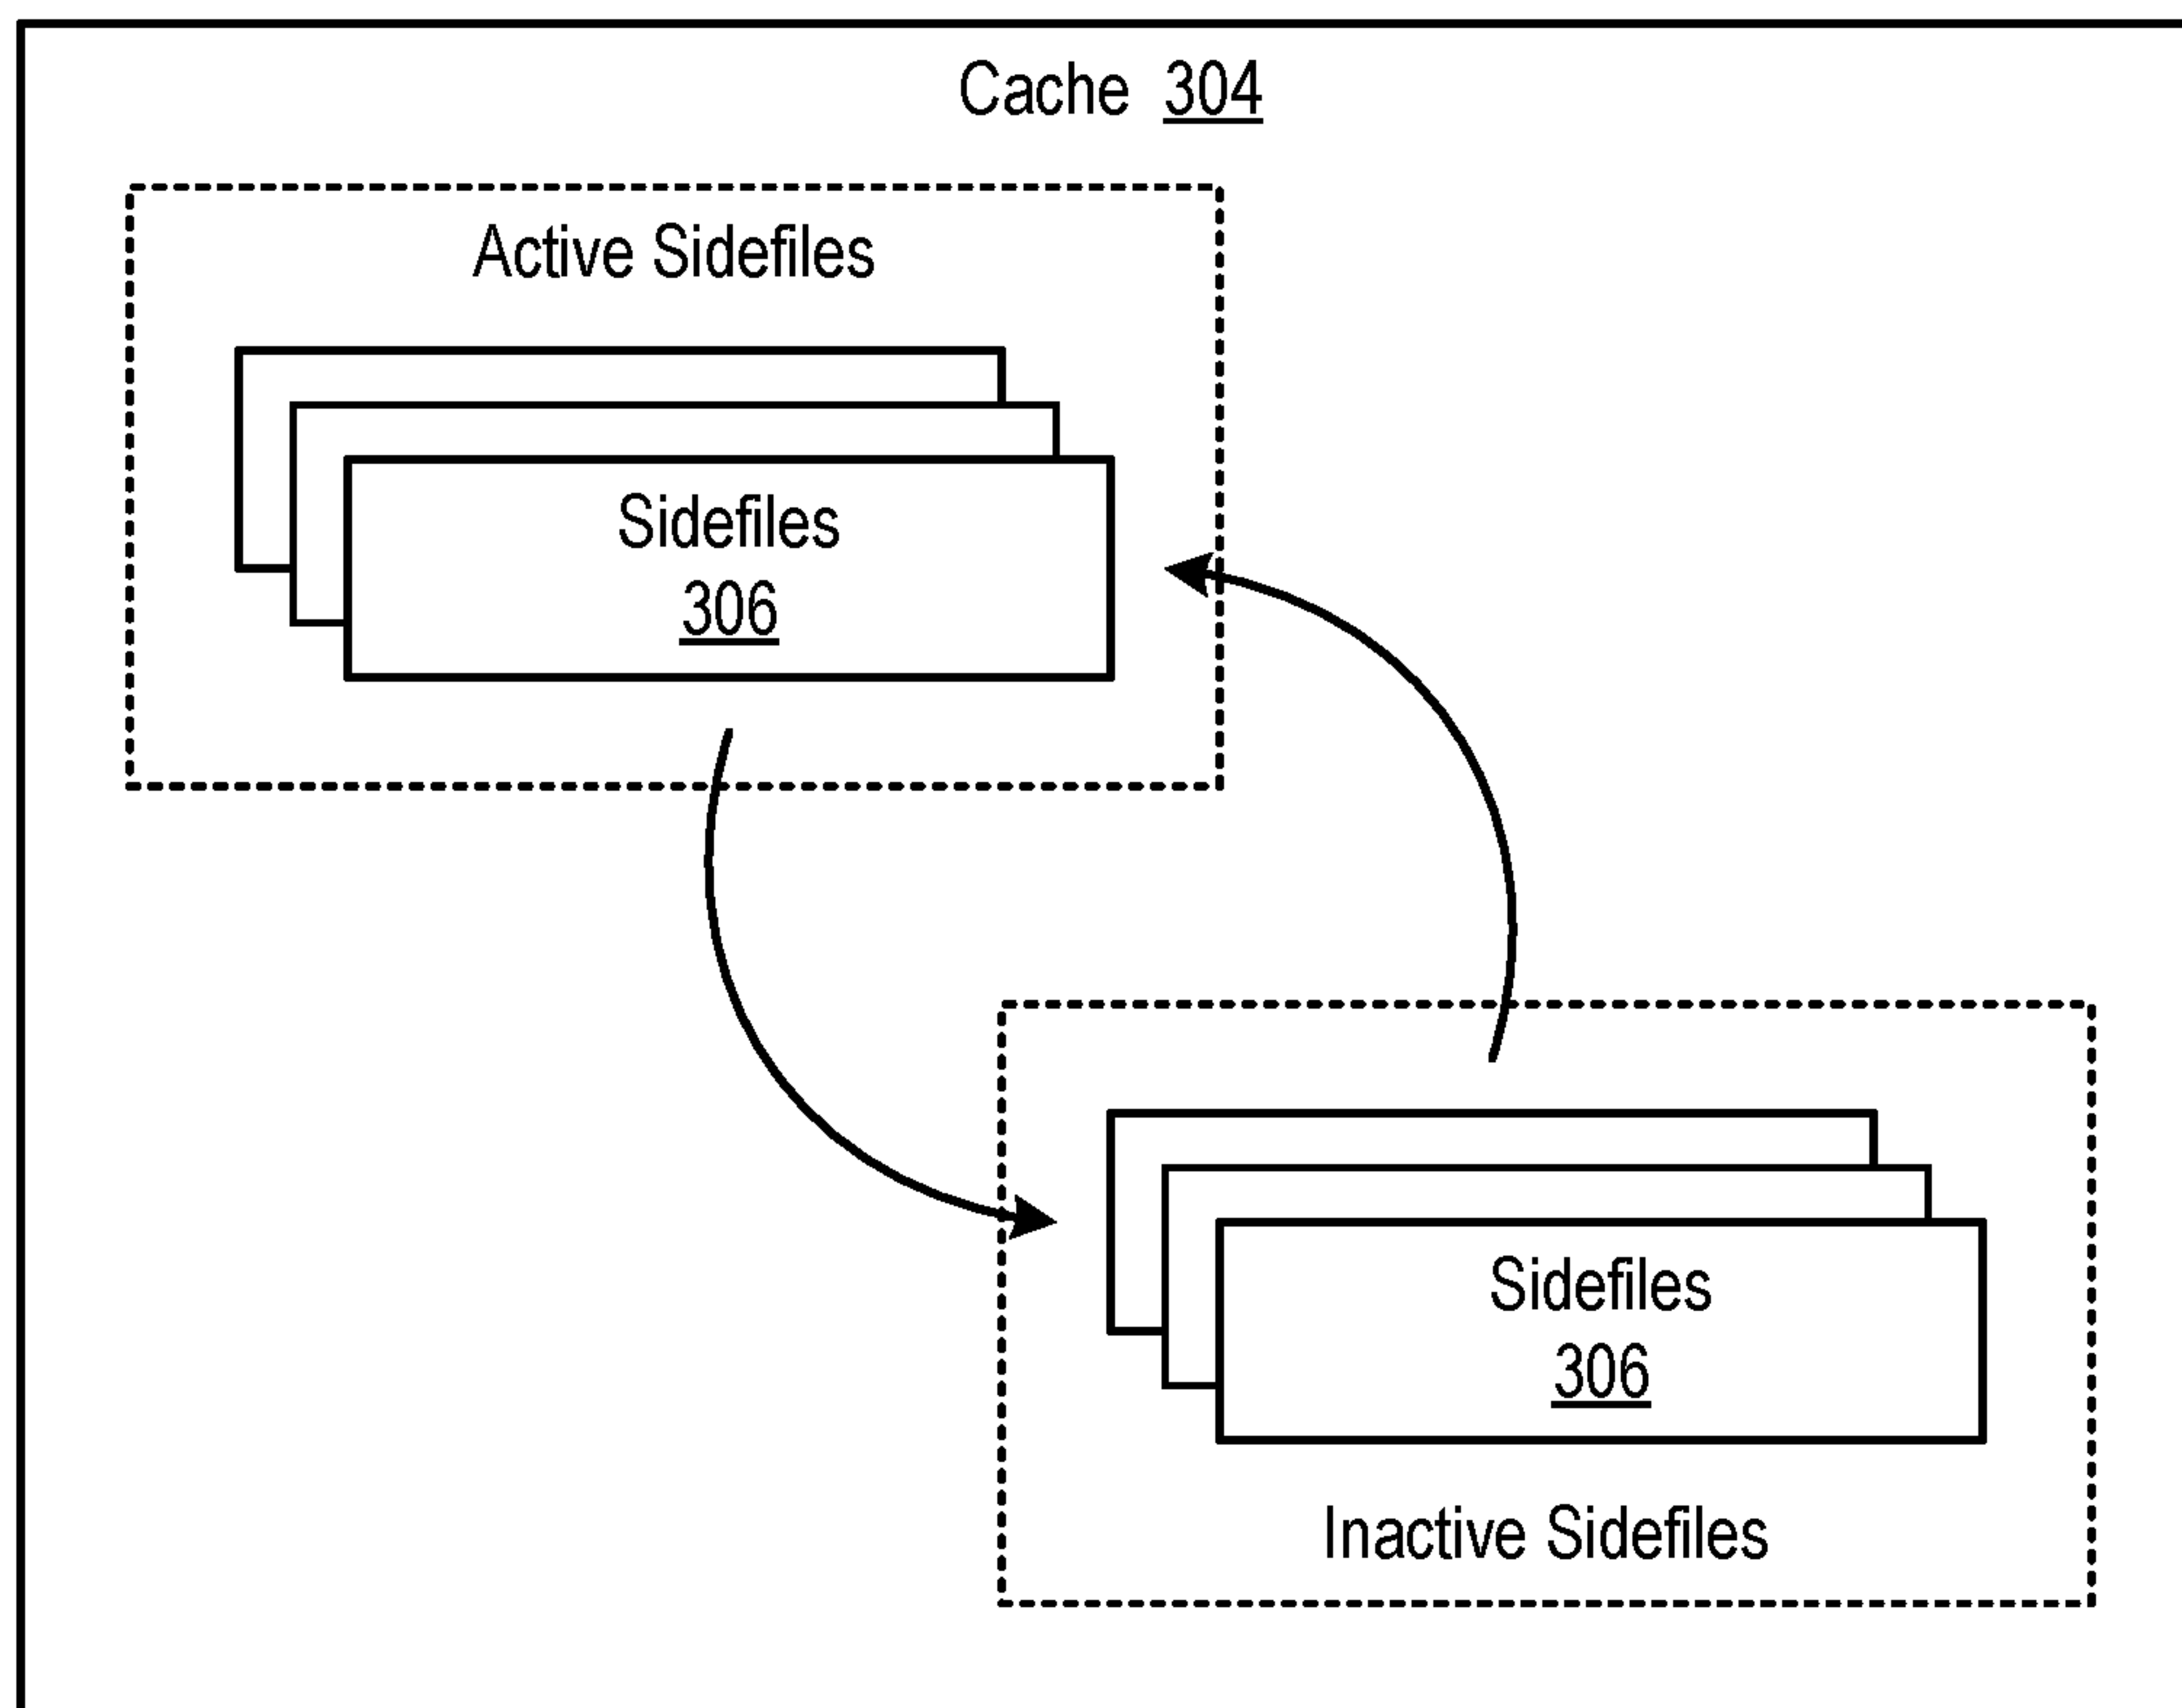 Cache 304
Active Sidefiles
Sidefiles
306
Sidefiles
306
Inactive Sidefiles